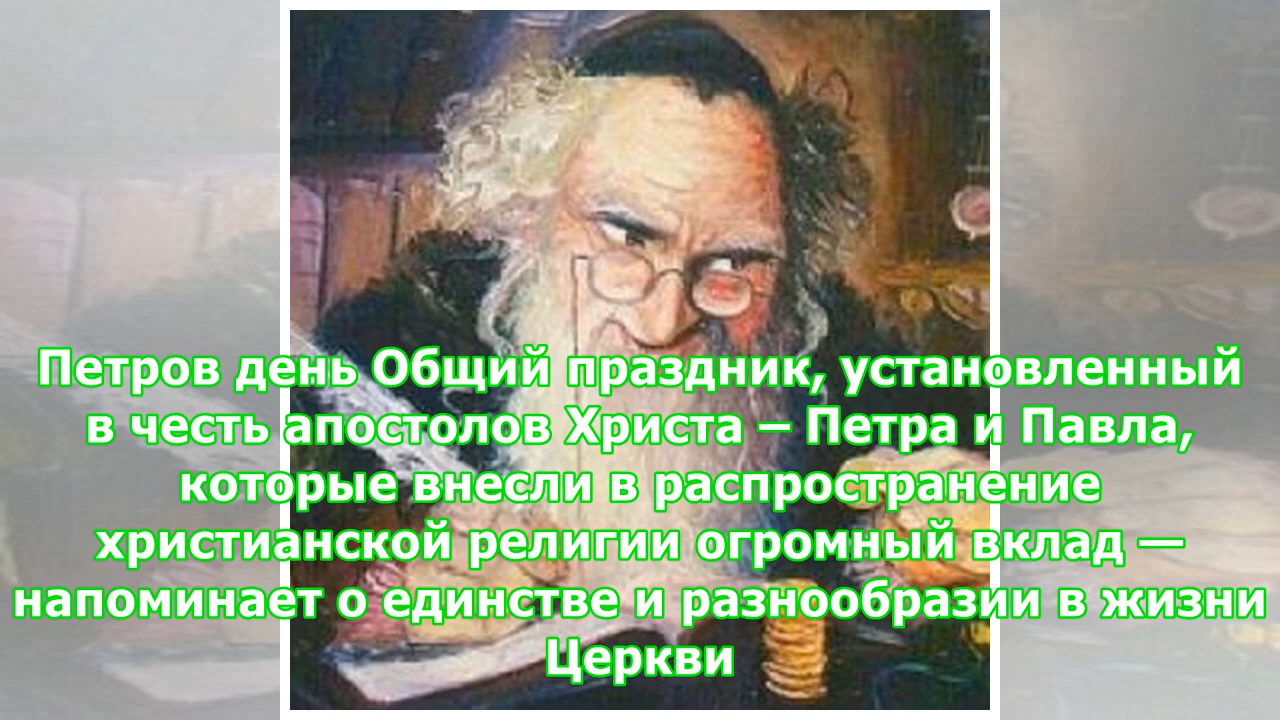 Петров день Общий праздник, установленный
в честь апостолов Христа – Петра и Павла,
которые внесли в распространение
христианской религии огромный вклад —
напоминает о единстве и разнообразии в жизни
Церкви